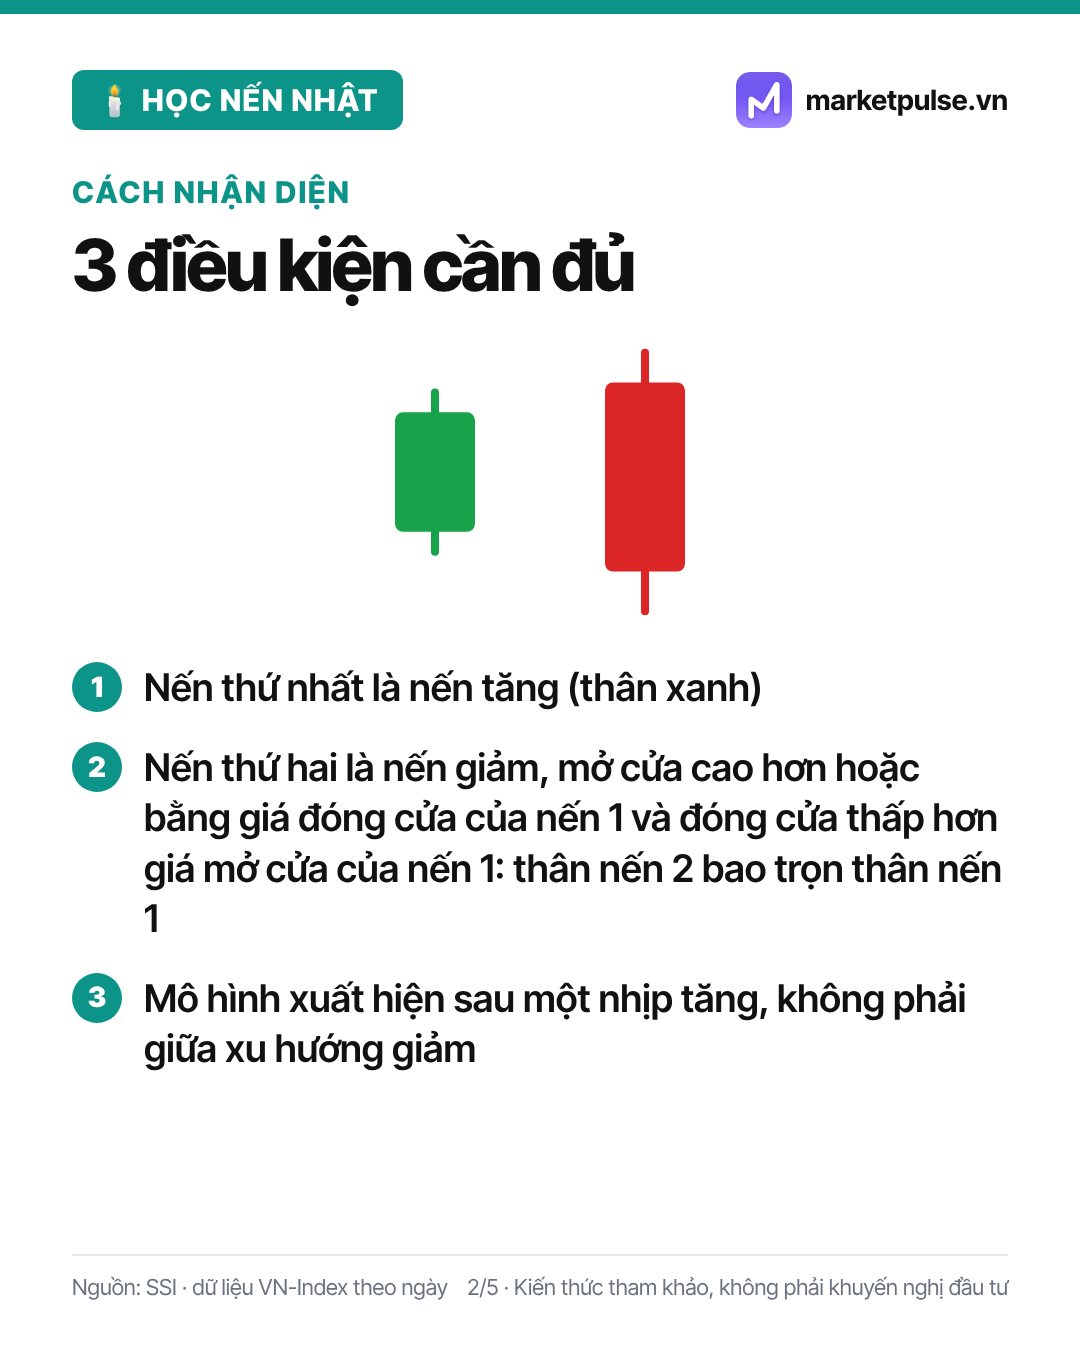 HỌC NẾN NHẬT
marketpulse.vn
CÁCH NHẬN DIỆN
3 điều kiện cần đủ
1 Nến thứ nhất là nến tăng (thân xanh)
2 Nến thứ hai là nến giảm, mở cửa cao hơn hoặc
bằng giá đóng cửa của nến 1 và đóng cửa thấp hơn
giá mở cửa của nến 1: thân nến 2 bao trọn thân nến
1
3 Mô hình xuất hiện sau một nhịp tăng, không phải
giữa xu hướng giảm
Nguồn: SSI · dữ liệu VN-Index theo ngày 2/5 · Kiến thức tham khảo, không phải khuyến nghị đầu tư